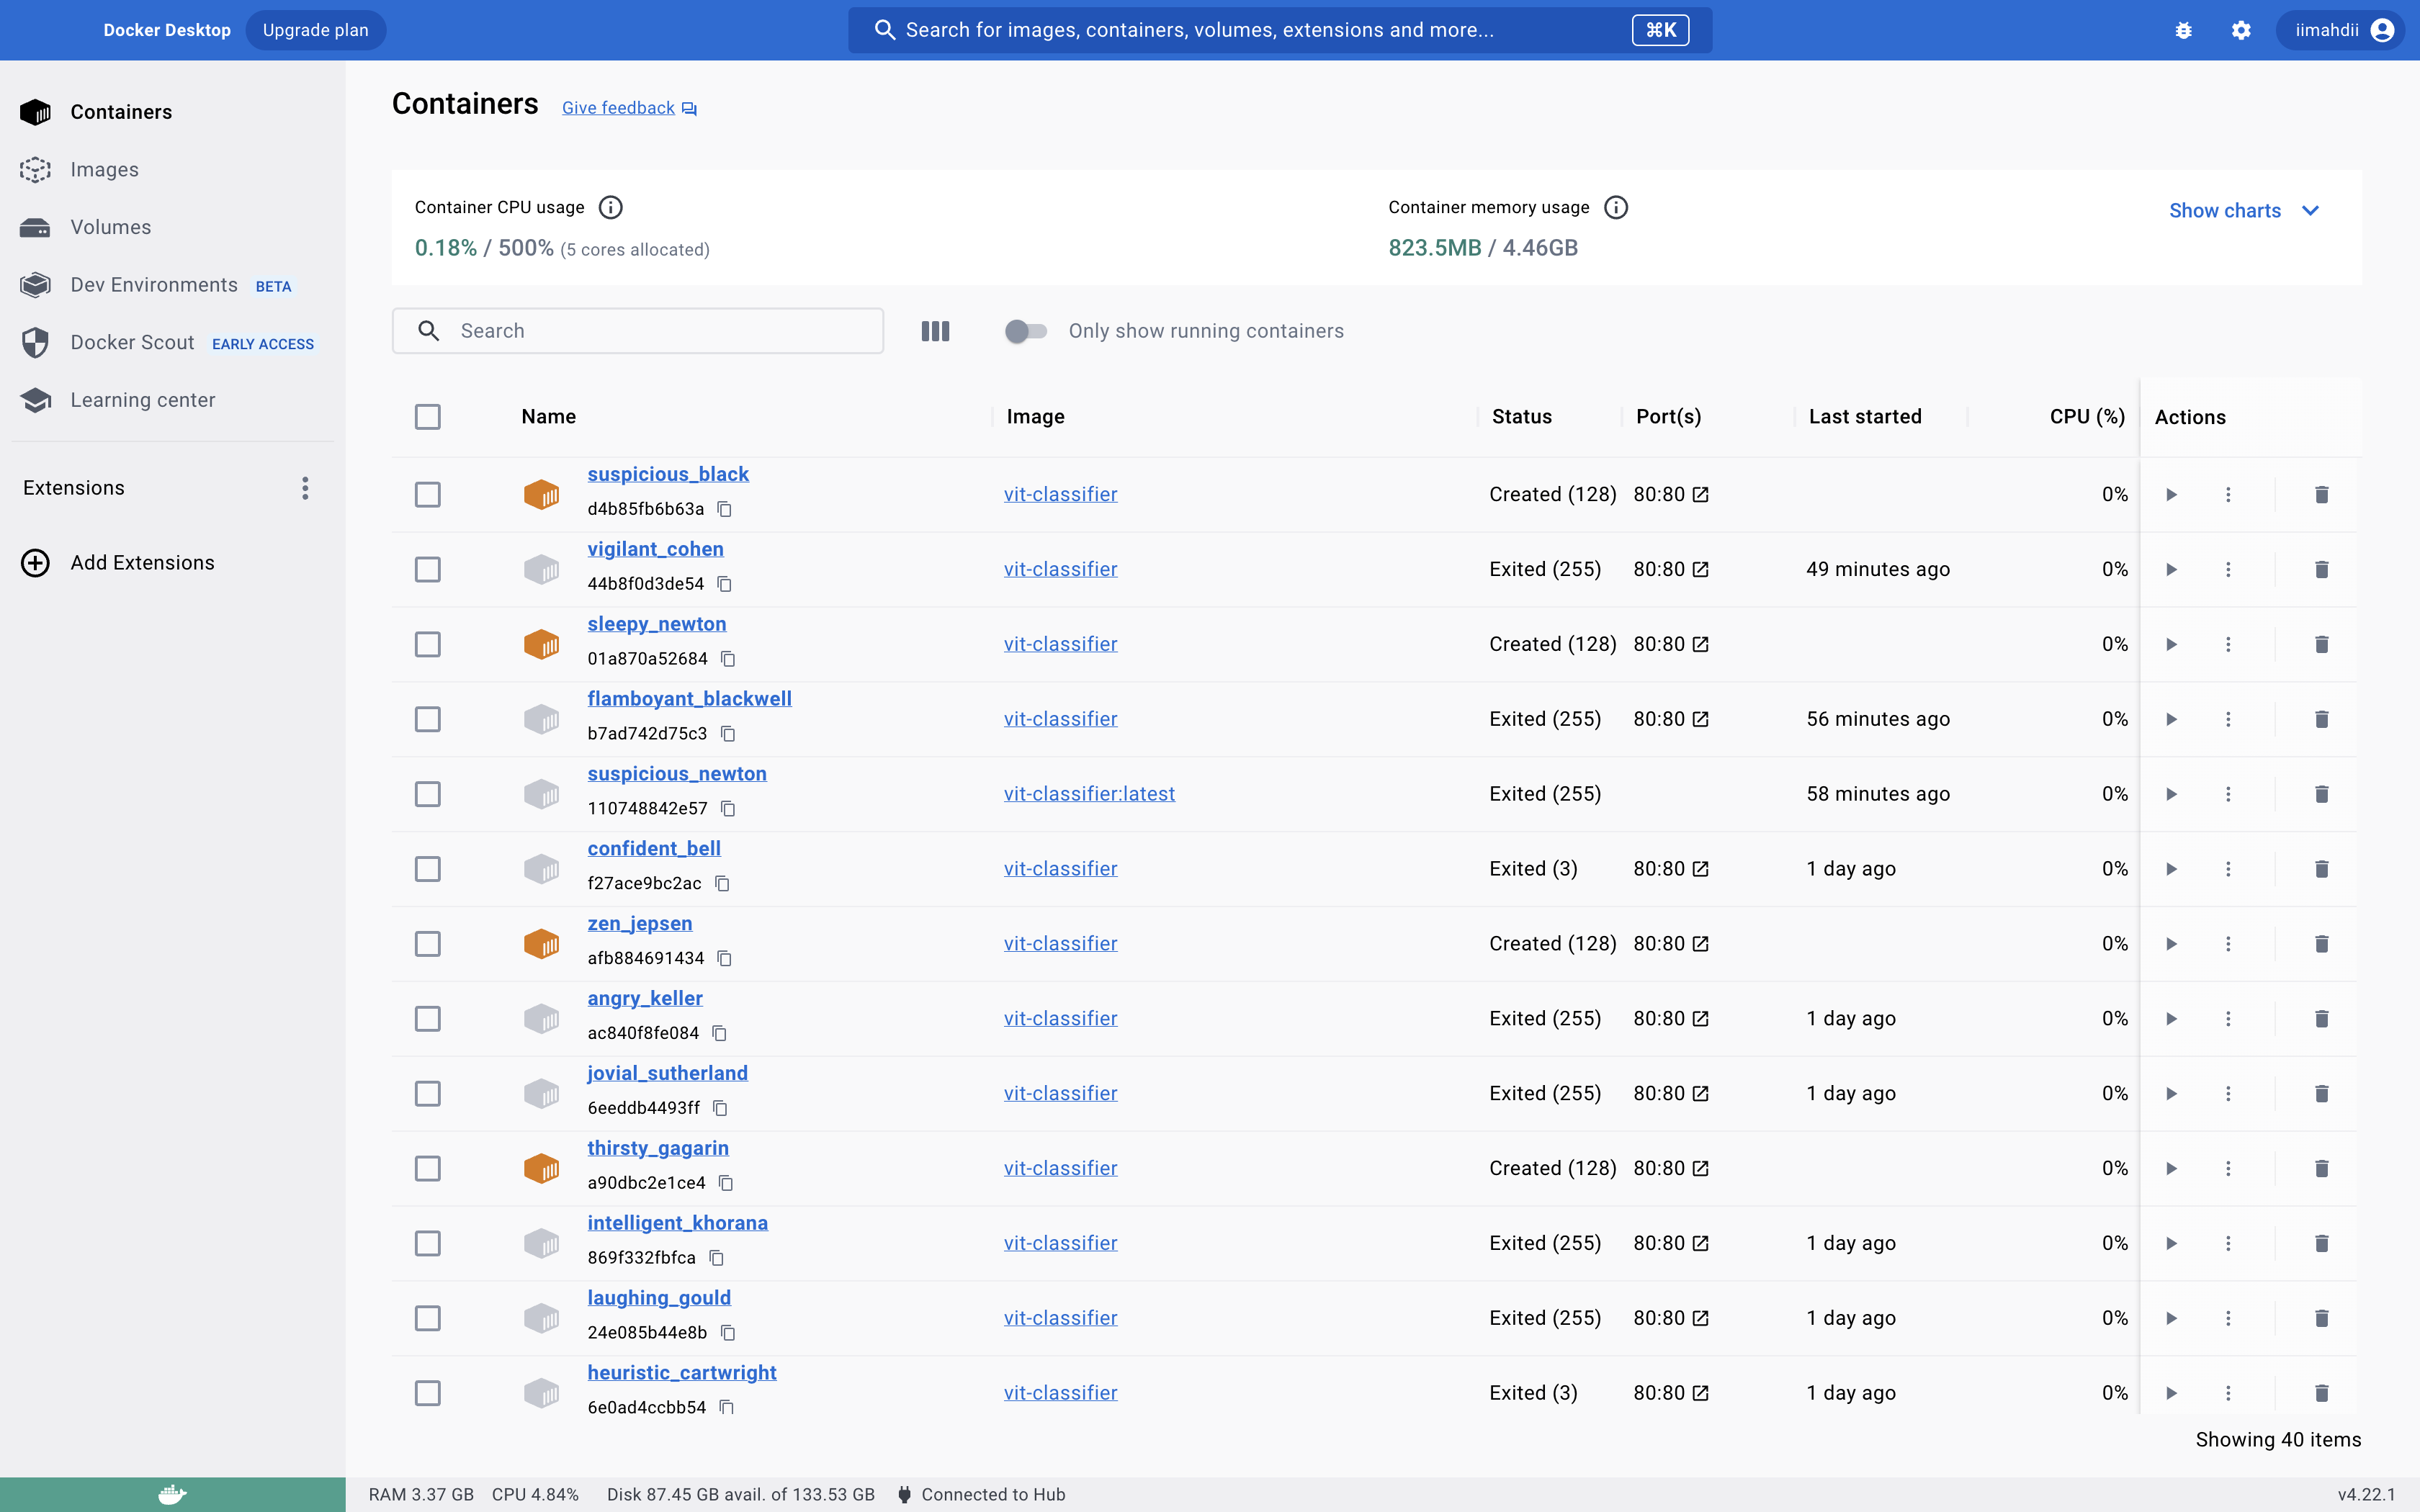 Docker Desktop Upgrade plan Search for images, containers, volumes, extensions and more... ⌘K iimahdii
Containers
Images
Volumes
Dev Environments BETA
Docker Scout EARLY ACCESS
Learning center
Extensions
Add Extensions
Containers Give feedback
Container CPU usage
0.18% / 500% (5 cores allocated)
Container memory usage
823.5MB / 4.46GB
Show charts
Search Only show running containers
Name Image Status Port(s) Last started CPU (%) Actions
suspicious_black
d4b85fb6b63a
vit-classifier Created (128) 80:80 0%
vigilant_cohen
44b8f0d3de54
vit-classifier Exited (255) 80:80 49 minutes ago 0%
sleepy_newton
01a870a52684
vit-classifier Created (128) 80:80 0%
flamboyant_blackwell
b7ad742d75c3
vit-classifier Exited (255) 80:80 56 minutes ago 0%
suspicious_newton
110748842e57
vit-classifier:latest Exited (255) 58 minutes ago 0%
confident_bell
f27ace9bc2ac
vit-classifier Exited (3) 80:80 1 day ago 0%
zen_jepsen
afb884691434
vit-classifier Created (128) 80:80 0%
angry_keller
ac840f8fe084
vit-classifier Exited (255) 80:80 1 day ago 0%
jovial_sutherland
6eeddb4493ff
vit-classifier Exited (255) 80:80 1 day ago 0%
thirsty_gagarin
a90dbc2e1ce4
vit-classifier Created (128) 80:80 0%
intelligent_khorana
869f332fbfca
vit-classifier Exited (255) 80:80 1 day ago 0%
laughing_gould
24e085b44e8b
vit-classifier Exited (255) 80:80 1 day ago 0%
heuristic_cartwright
6e0ad4ccbb54
vit-classifier Exited (3) 80:80 1 day ago 0%
Showing 40 items
RAM 3.37 GB CPU 4.84% Disk 87.45 GB avail. of 133.53 GB Connected to Hub v4.22.1